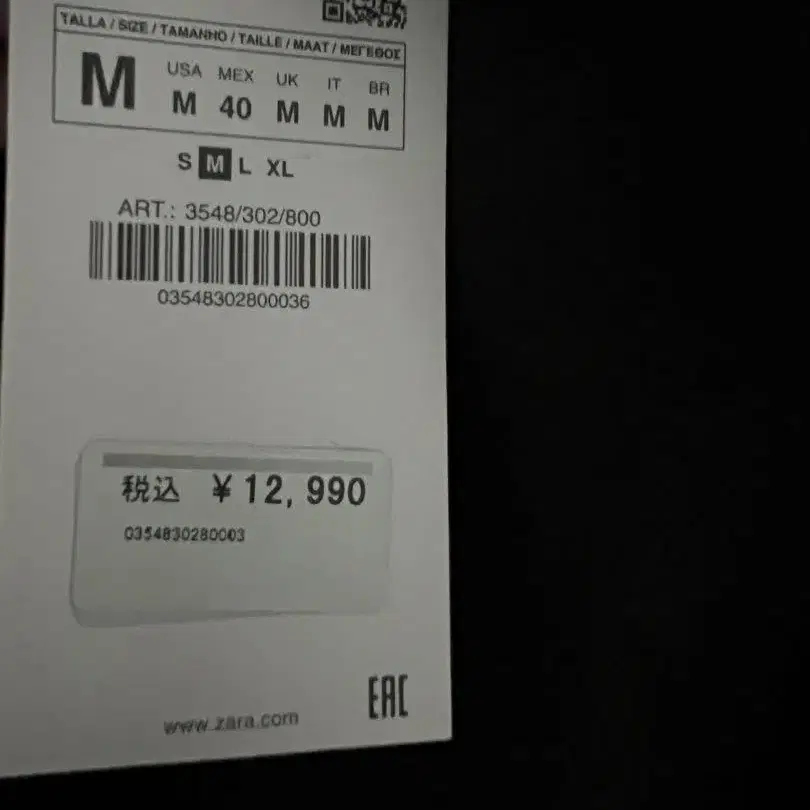 TALLA / SIZE / TAMANHO / TAILLE / MAAT / ΜΕΓΕΘΟΣ
M
USA MEX UK IT BR
M 40 M M M
S M L XL
ART.: 3548/302/800
03548302800036
税込 ¥12,990
0354830280003
www.zara.com
EAC